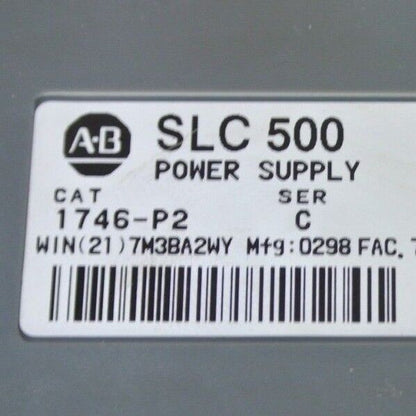 A·B SLC 500
POWER SUPPLY
CAT SER
1746-P2 C
WIN(21)7M3BA2WY Mfg:0298 FAC.